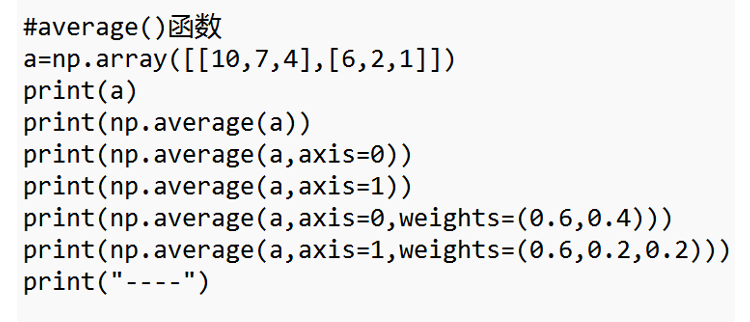 #average()函数
a=np.array([[10,7,4],[6,2,1]])
print(a)
print(np.average(a))
print(np.average(a,axis=0))
print(np.average(a,axis=1))
print(np.average(a,axis=0,weights=(0.6,0.4)))
print(np.average(a,axis=1,weights=(0.6,0.2,0.2)))
print("----")